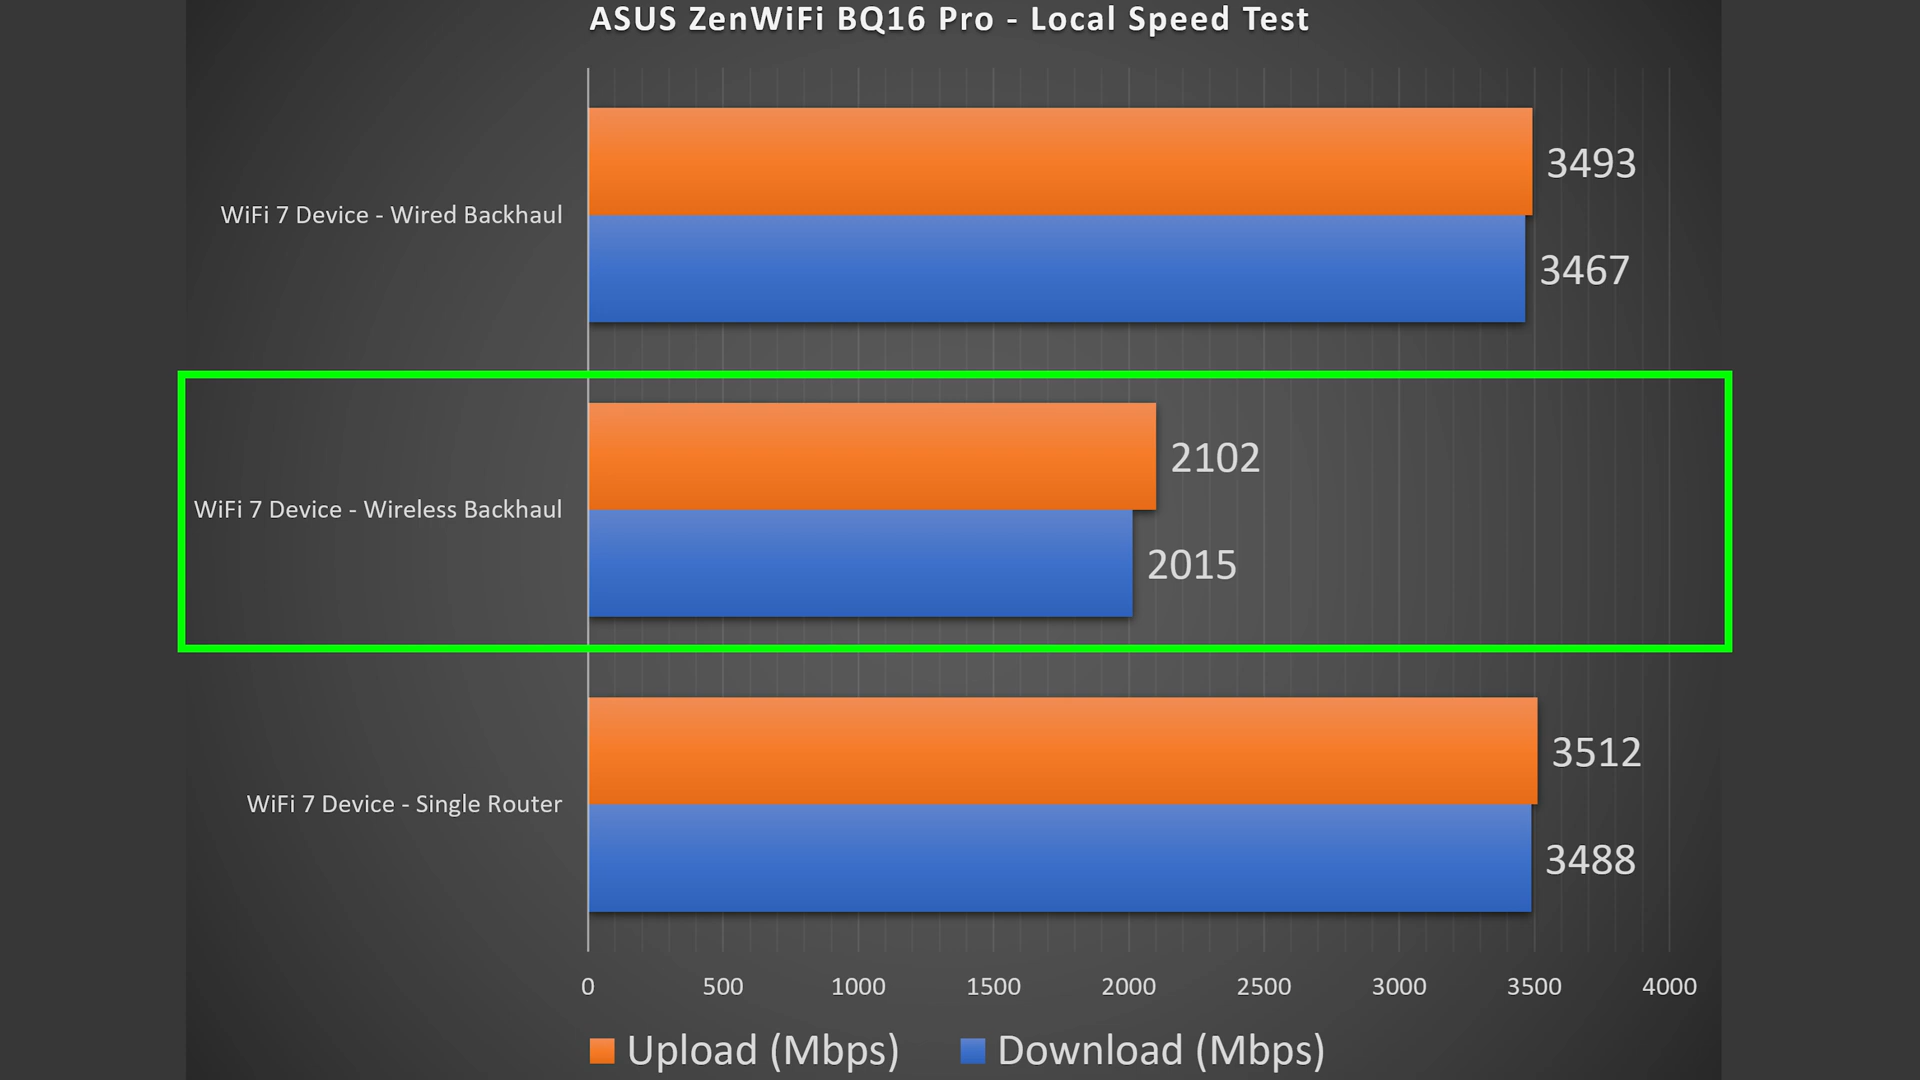 ASUS ZenWiFi BQ16 Pro - Local Speed Test
3493
WiFi 7 Device - Wired Backhaul
3467
2102
WiFi 7 Device - Wireless Backhaul
2015
3512
WiFi 7 Device - Single Router
3488
0 500 1000 1500 2000 2500 3000 3500 4000
Upload (Mbps) Download (Mbps)